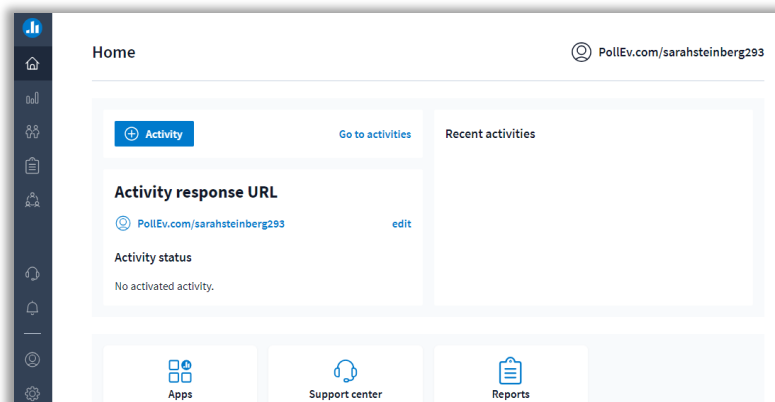 Home
PollEv.com/sarahsteinberg293
Activity
Go to activities
Recent activities
Activity response URL
PollEv.com/sarahsteinberg293
edit
Activity status
No activated activity.
Apps
Support center
Reports